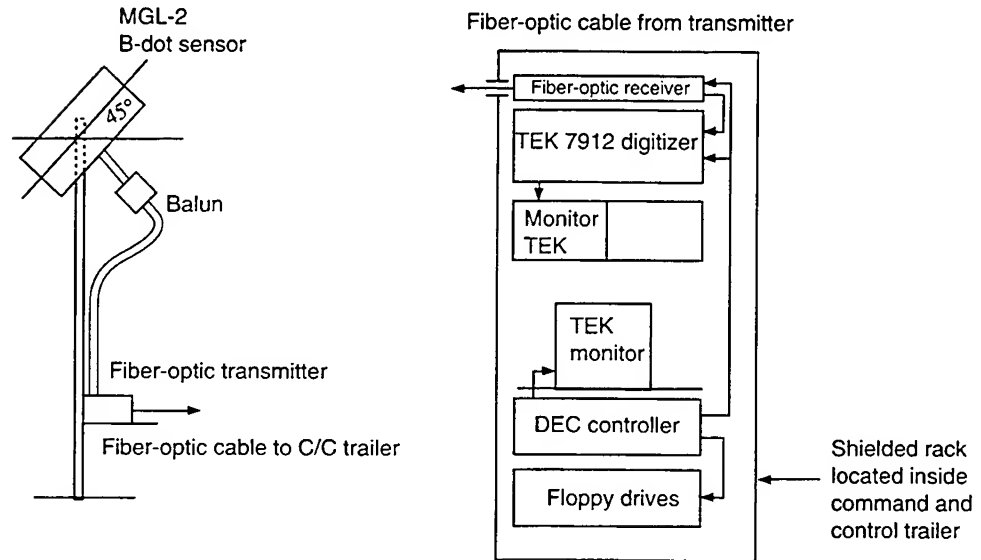 MGL-2
B-dot sensor
45°
Balun
Fiber-optic transmitter
Fiber-optic cable to C/C trailer
Fiber-optic cable from transmitter
Fiber-optic receiver
TEK 7912 digitizer
Monitor
TEK
TEK
monitor
DEC controller
Floppy drives
Shielded rack
located inside
command and
control trailer